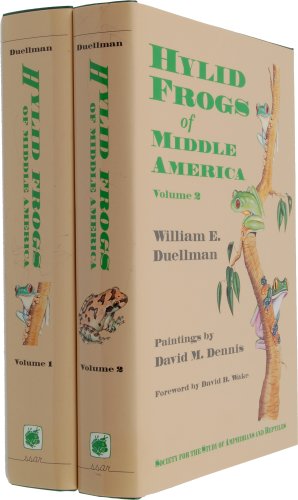 Duellman
HYLID FROGS
OF MIDDLE AMERICA
Volume 1
ssar
Duellman
HYLID FROGS
OF MIDDLE AMERICA
Volume 2
ssar
HYLID
FROGS
of
MIDDLE
AMERICA
Volume 2
William E.
Duellman
Paintings by
David M. Dennis
Foreword by David B. Wake
SOCIETY FOR THE STUDY OF AMPHIBIANS AND REPTILES